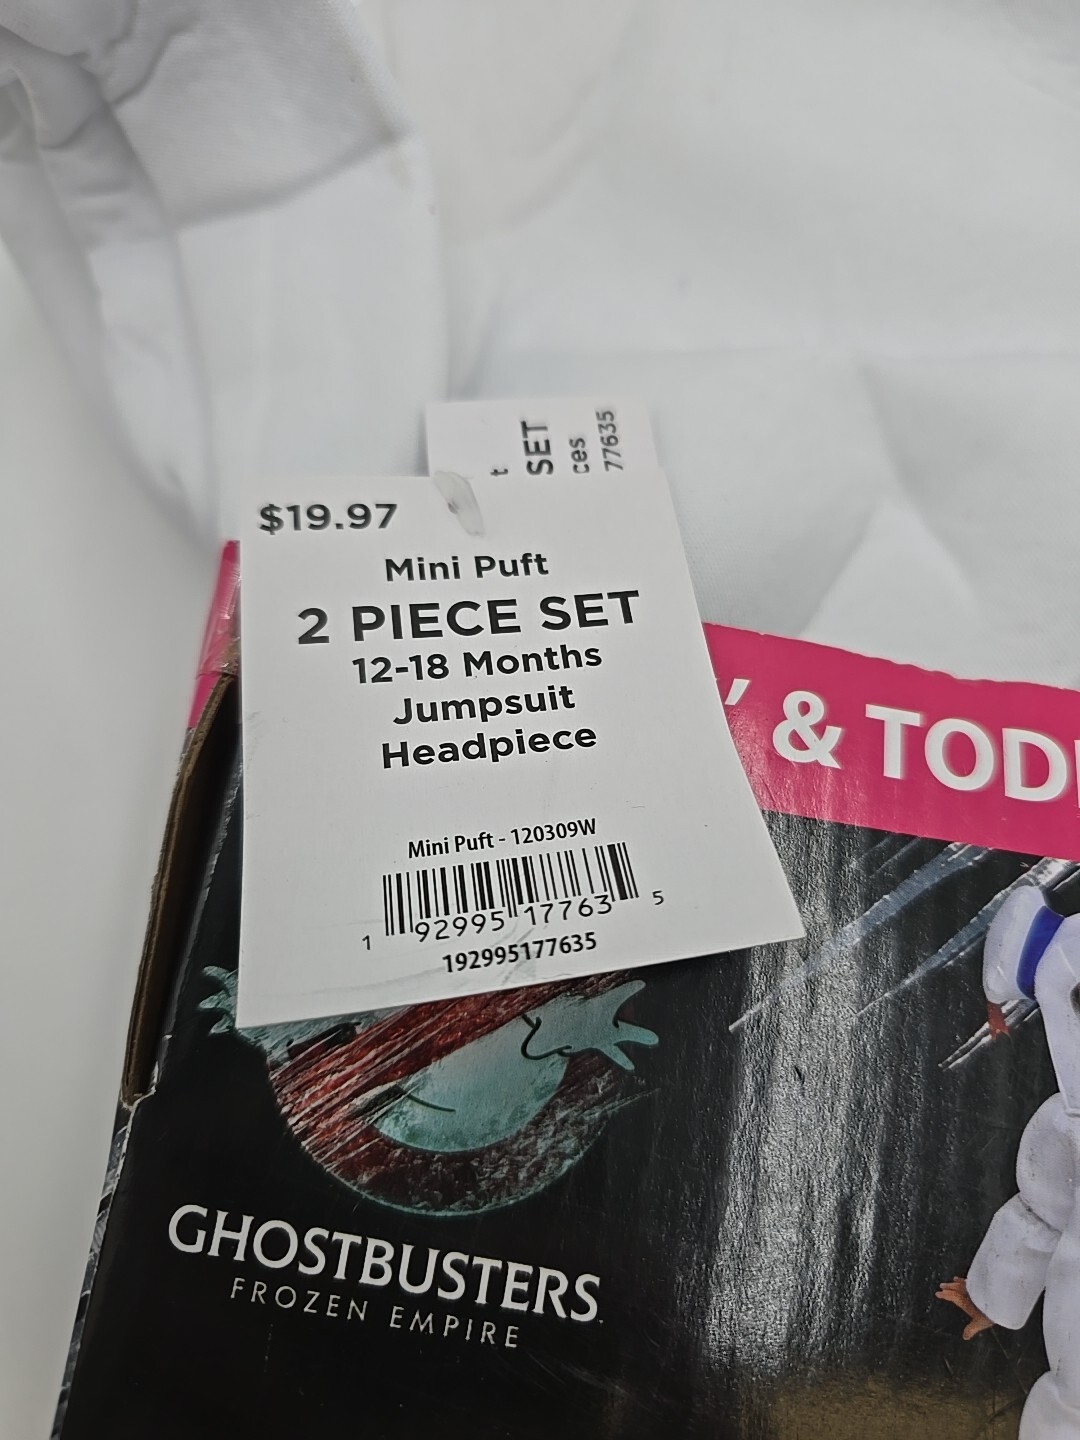 SET
77635
$19.97
Mini Puft
2 PIECE SET
12-18 Months
Jumpsuit
Headpiece
Mini Puft - 120309W
1 92995 17763 5
192995177635
& TOD
GHOSTBUSTERS
FROZEN EMPIRE